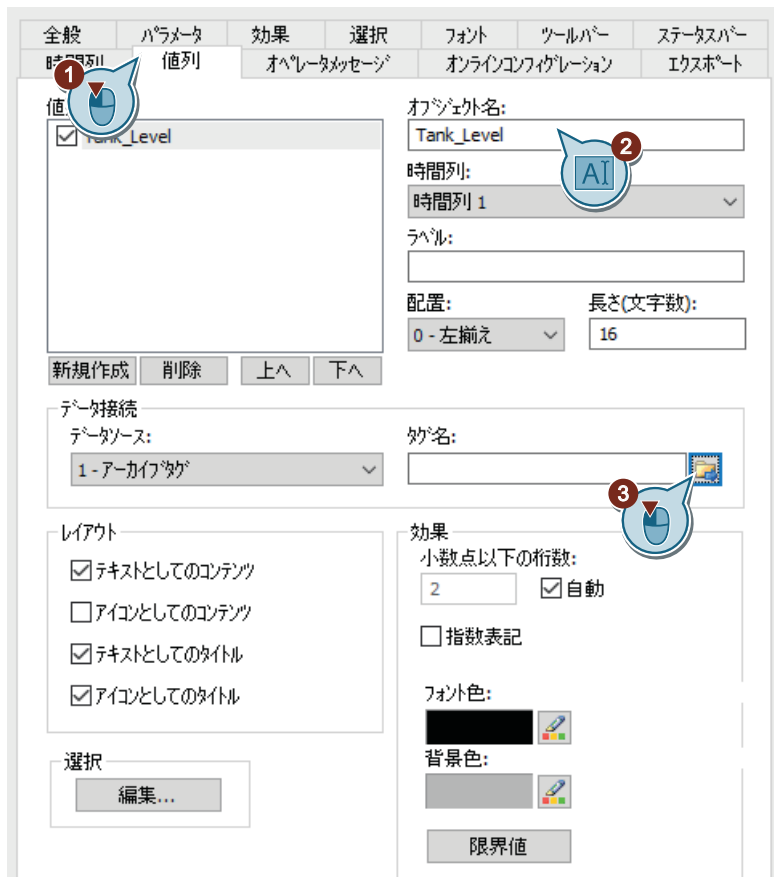 全般 パラメータ 効果 選択 フォント ツールバー ステータスバー
時間列 値列 オペレータメッセージ オンラインコンフィグレーション エクスポート
1
値
オブジェクト名:
Tank_Level
Tank_Level
2
時間列:
時間列 1
ラベル:
配置: 長さ(文字数):
0 - 左揃え 16
新規作成 削除 上へ 下へ
データ接続
データソース: タグ名:
1 - アーカイブタグ
3
レイアウト
テキストとしてのコンテンツ
アイコンとしてのコンテンツ
テキストとしてのタイトル
アイコンとしてのタイトル
選択
編集...
効果
小数点以下の桁数:
2 自動
指数表記
フォント色:
背景色:
限界値